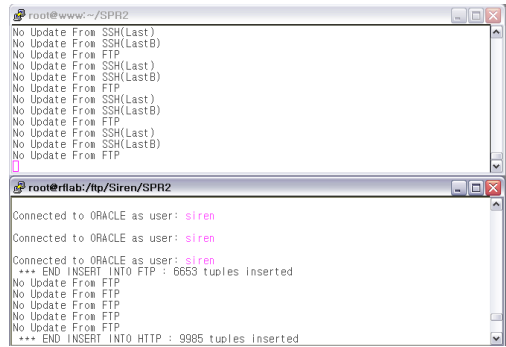 root@www:~/SPR2
No Update From SSH(Last)
No Update From SSH(LastB)
No Update From FTP
No Update From SSH(Last)
No Update From SSH(LastB)
No Update From FTP
No Update From SSH(Last)
No Update From SSH(LastB)
No Update From FTP
No Update From SSH(Last)
No Update From SSH(LastB)
No Update From FTP
root@rflab:/ftp/Siren/SPR2
Connected to ORACLE as user: siren
Connected to ORACLE as user: siren
Connected to ORACLE as user: siren
*** END INSERT INTO FTP : 6653 tuples inserted
No Update From FTP
No Update From FTP
No Update From FTP
No Update From FTP
No Update From FTP
*** END INSERT INTO HTTP : 9985 tuples inserted